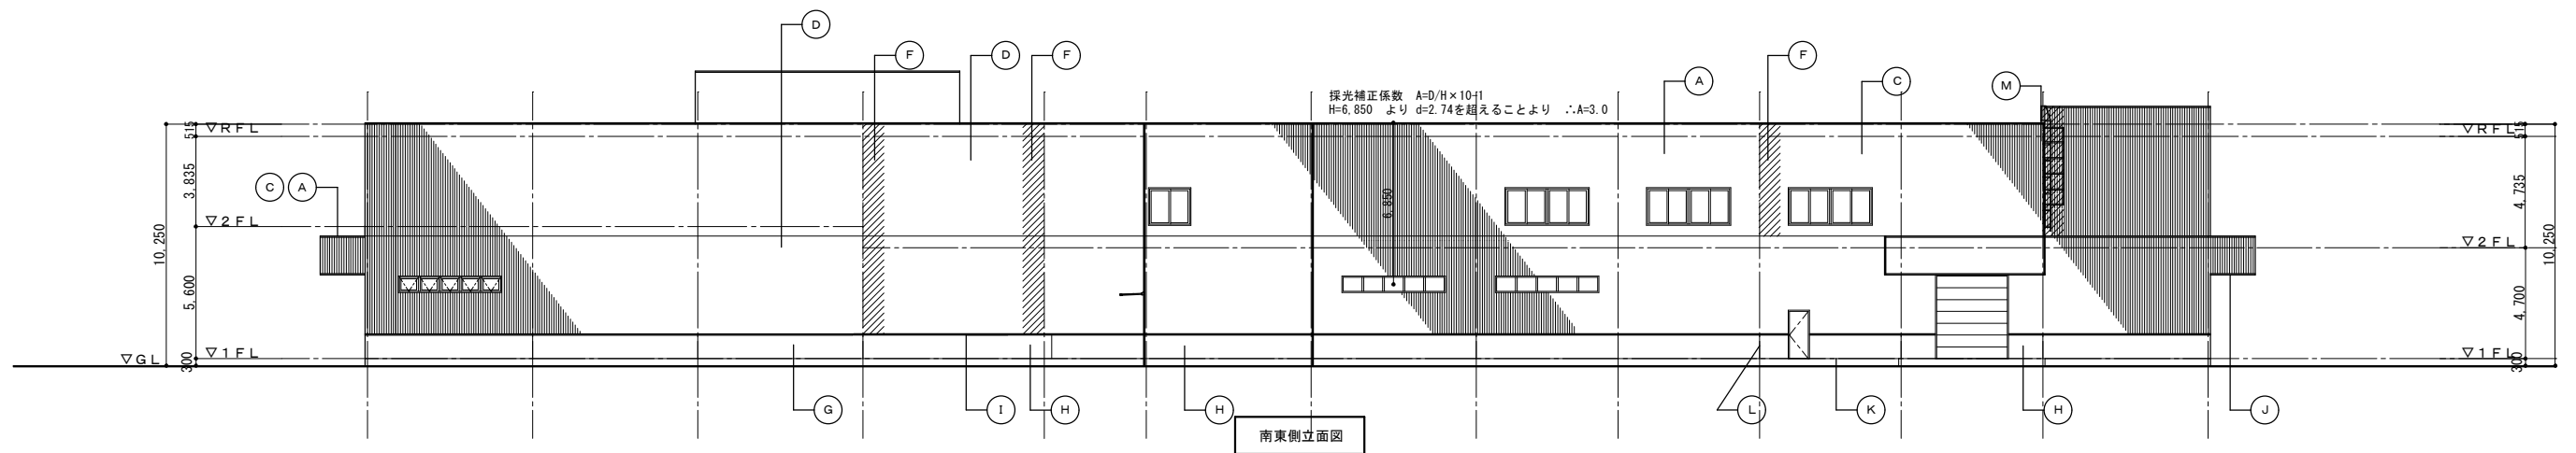 D
F
D
F
A
F
C
M
採光補正係数 A=D/H×10-1
H=6,850 より d=2.74を超えることより ∴A=3.0
515
▽RFL
▽RFL
515
3,835
C
A
6,850
4,735
10,250
▽2FL
▽2FL
10,250
5,600
4,700
▽GL
▽1FL
300
▽1FL
300
G
I
H
H
L
K
H
J
南東側立面図